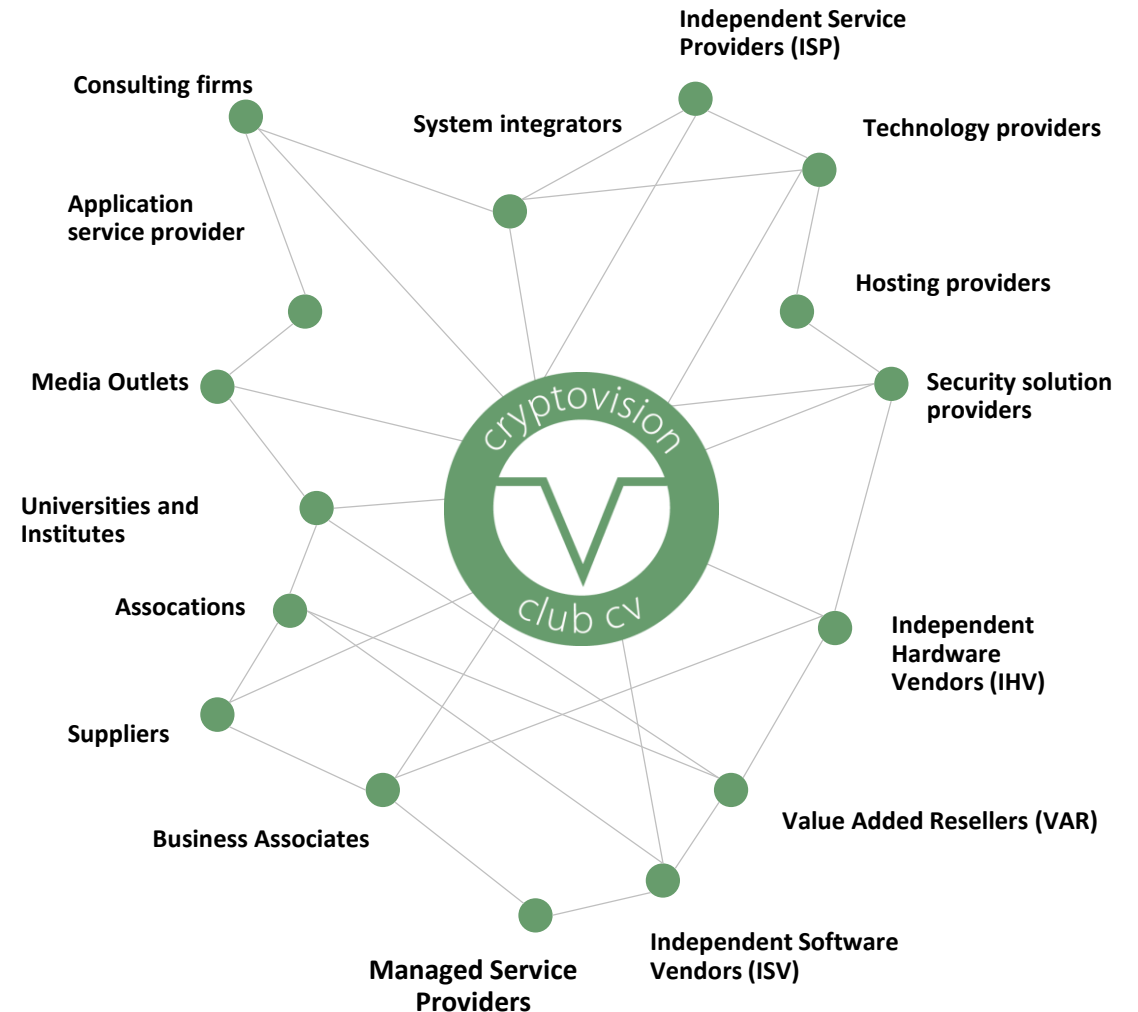 Independent Service
Providers (ISP)
Consulting firms
System integrators
Technology providers
Application
service provider
Hosting providers
Media Outlets
Security solution
providers
cryptovision
club cv
Universities and
Institutes
Assocations
Independent
Hardware
Vendors (IHV)
Suppliers
Business Associates
Value Added Resellers (VAR)
Independent Software
Vendors (ISV)
Managed Service
Providers